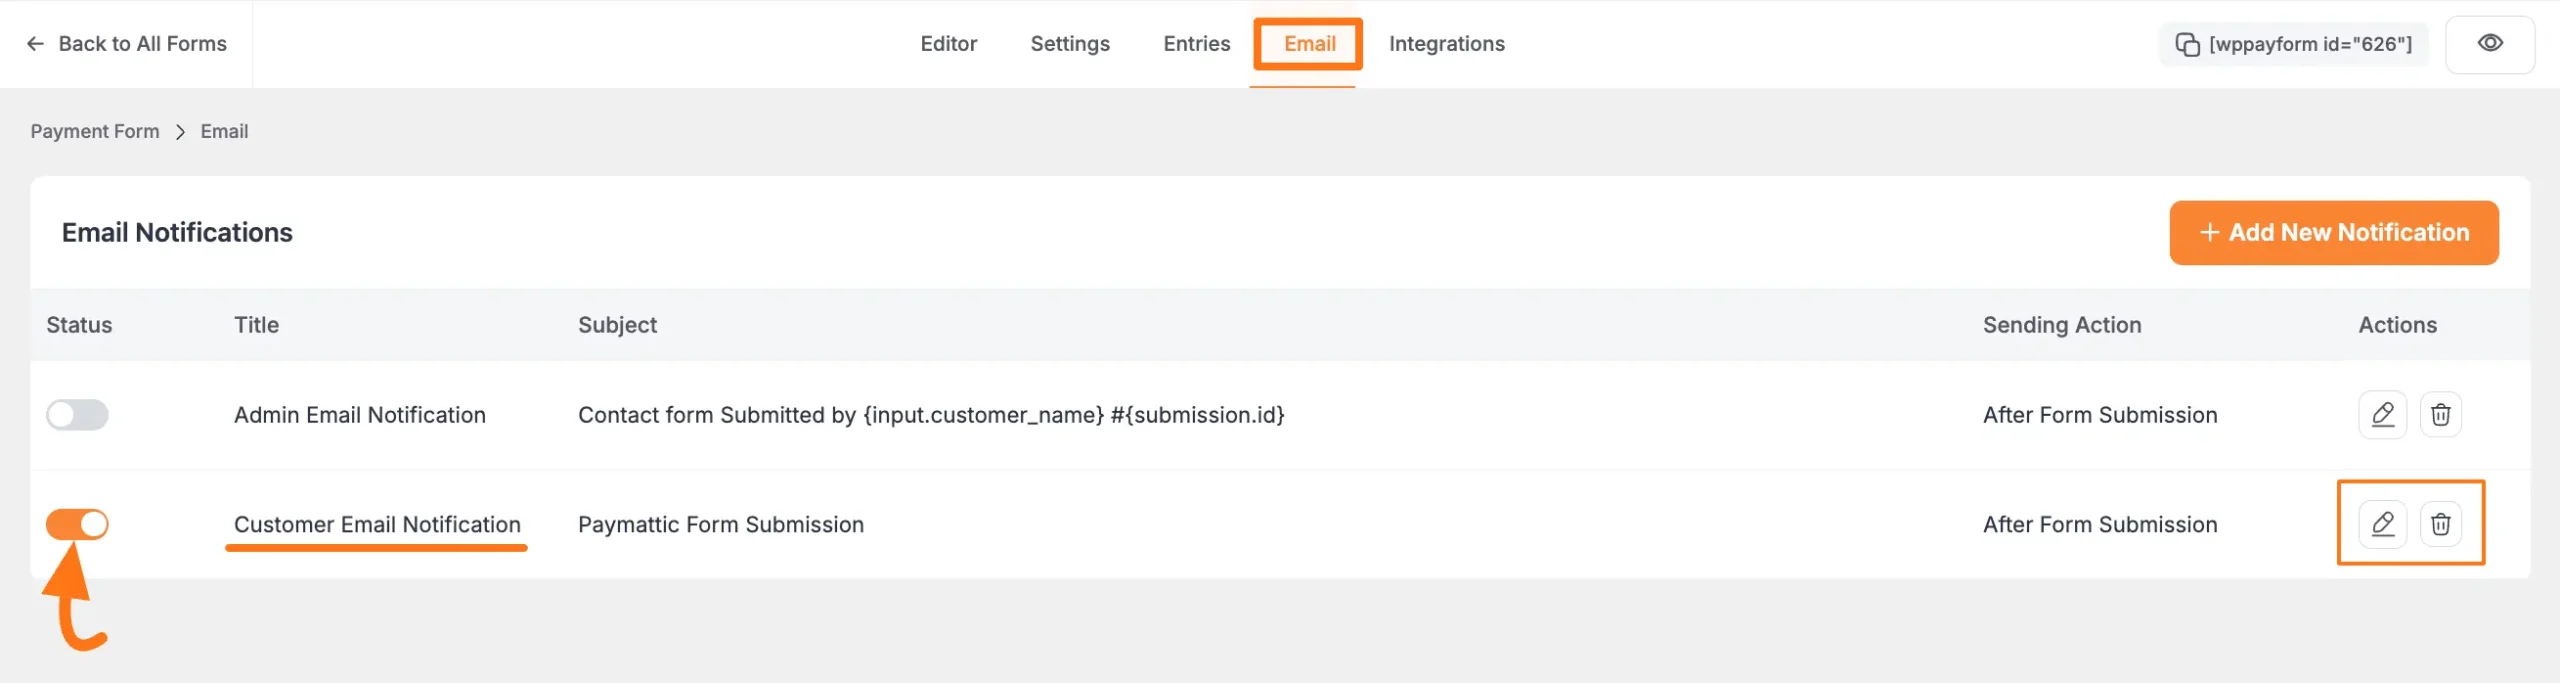 Back to All Forms
Editor Settings Entries Email Integrations
[wppayform id="626"]
Payment Form > Email
Email Notifications
+ Add New Notification
Status Title Subject Sending Action Actions
Admin Email Notification Contact form Submitted by {input.customer_name} #{submission.id} After Form Submission
Customer Email Notification Paymattic Form Submission After Form Submission